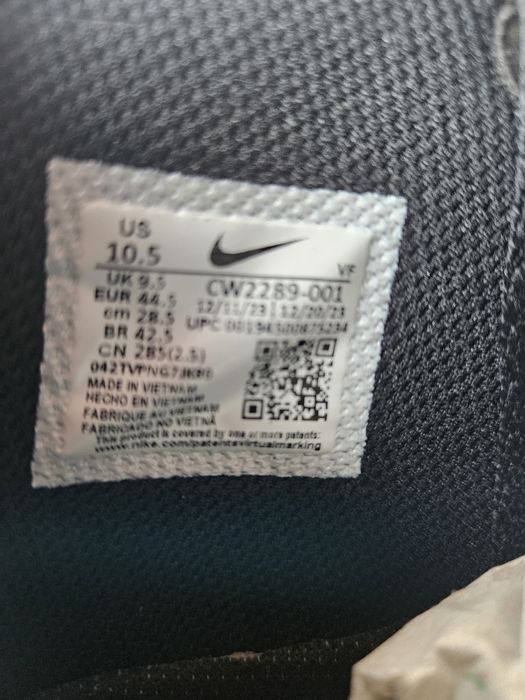 US
10.5
VF
UK 9.5
CW2289-001
EUR 44.5
12/11/23 12/20/23
cm 28.5
UPC
BR 42.5
CN 285(2.5)
MADE IN VIETNAM
HECHO EN VIETNAM
FABRIQUE AU VIETNAM
FABRICADO NO VIETNÃ
This product is covered by one or more patents:
www.nike.com/patentsvirtualmarking